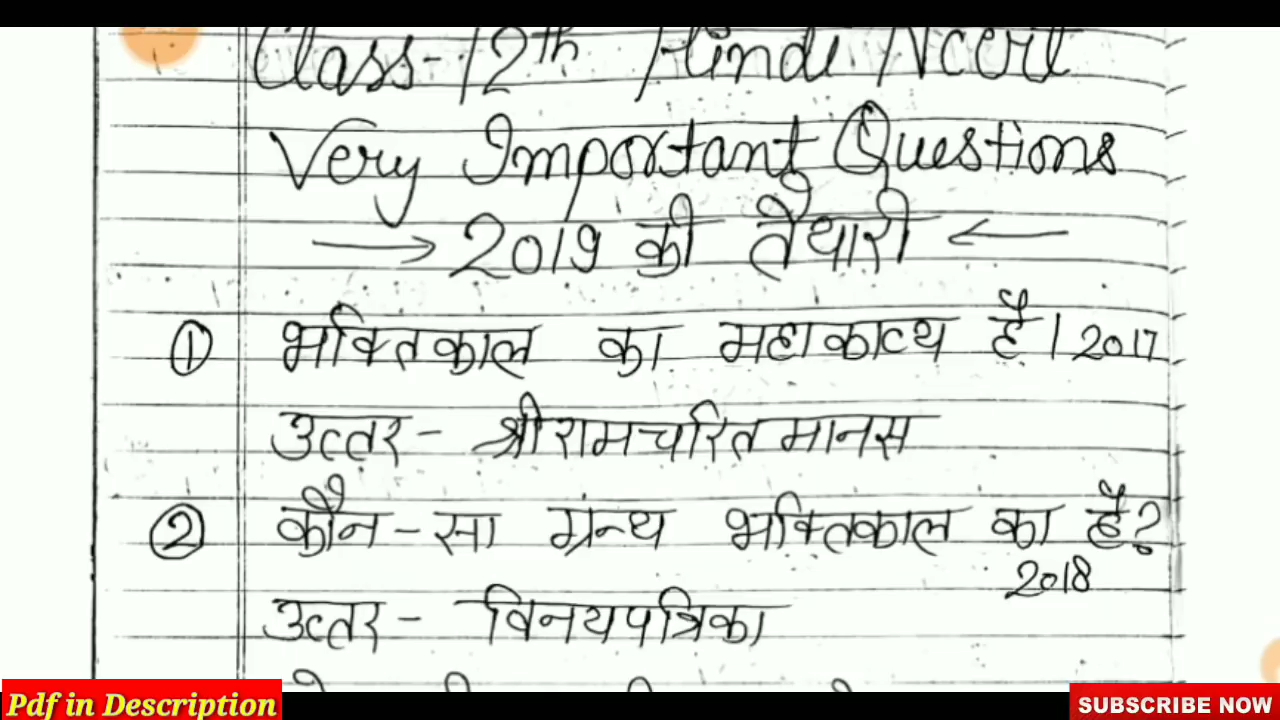 Class-12th Hindi Ncert
Very Important Questions
→ 2019 की तैयारी ←
① भक्तिकाल का महाकाव्य है। 2017
उत्तर - श्रीरामचरितमानस
② कौन-सा ग्रन्थ भक्तिकाल का है?
2018
उत्तर - विनयपत्रिका
Pdf in Description
SUBSCRIBE NOW